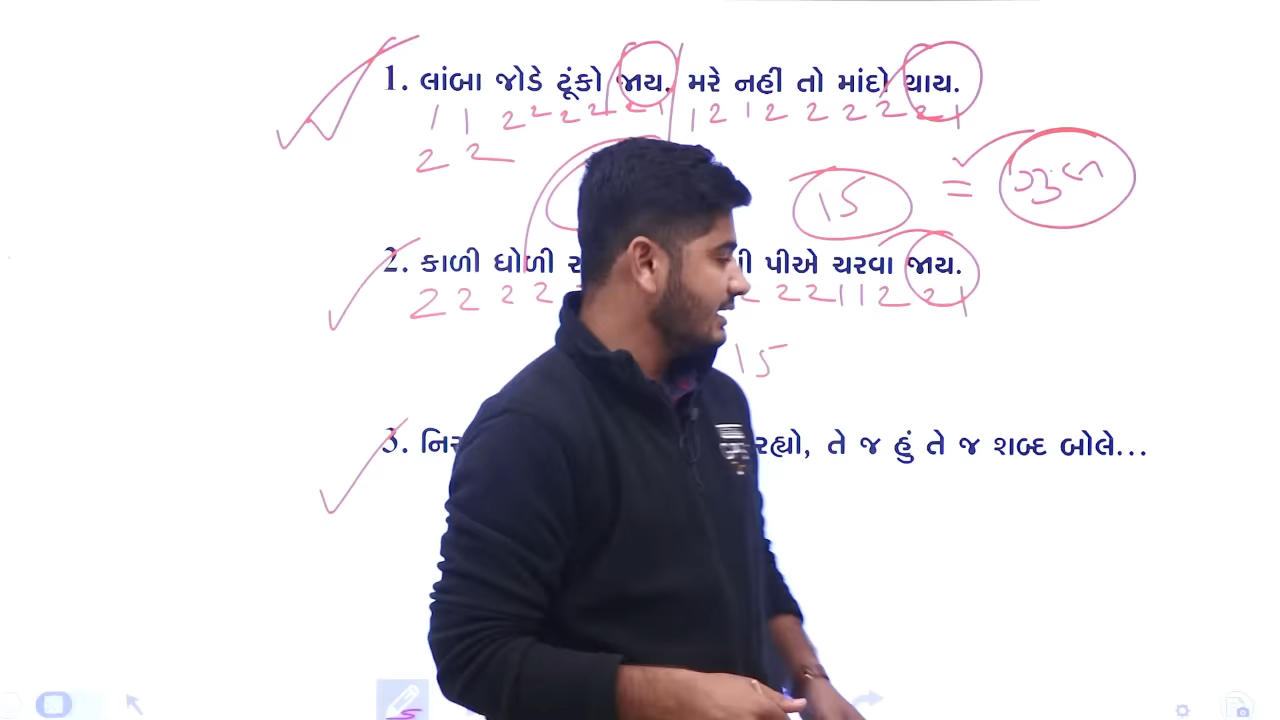 1. લાંબા જોડે ટૂંકો જાય. મરે નહીં તો માંદો થાય.
1 1 2 2 2 2 2 1 1 2 1 2 2 2 2 2 1
2 2
15 =
2. કાળી ધોળી પીએ ચરવા જાય.
2 2 2 2 2 2 2 1 1 2 2 1
15
3. રહ્યો, તે જ હું તે જ શબ્દ બોલે...